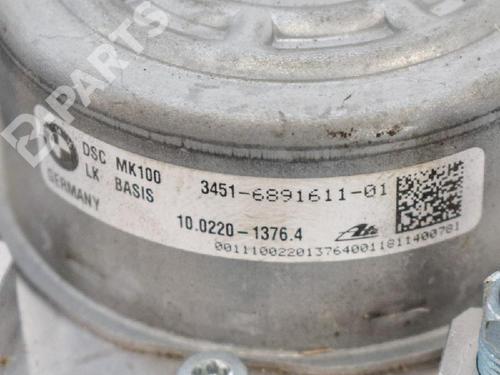 B-PARTS
DSC MK100
LK BASIS
GERMANY
3451-6891611-01
10.0220-1376.4
Ate
0011100220137640011811400781